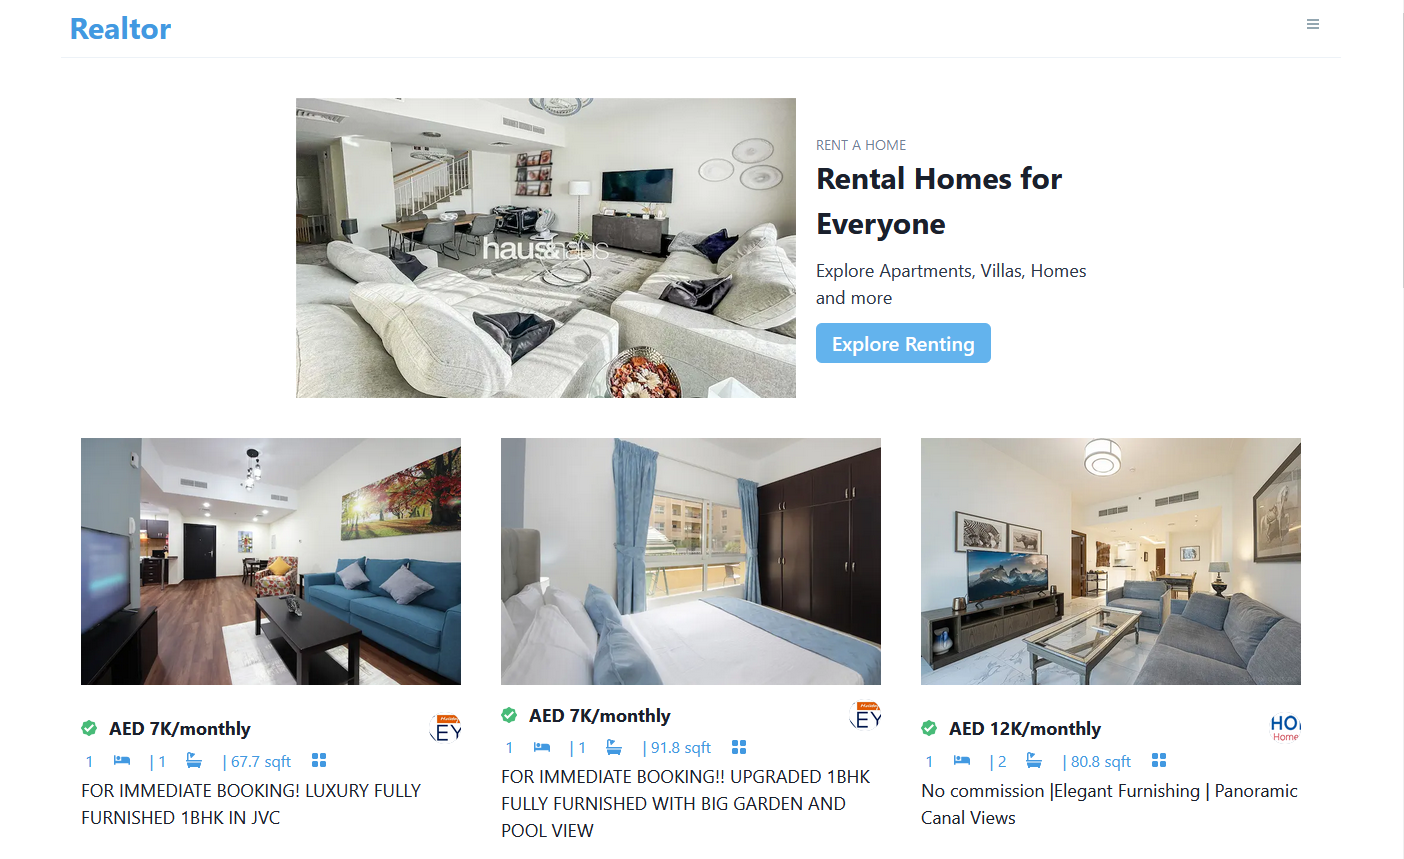 Realtor
haus&haus
RENT A HOME
Rental Homes for
Everyone
Explore Apartments, Villas, Homes
and more
Explore Renting
AED 7K/monthly
EY
1 | 1 | 67.7 sqft
FOR IMMEDIATE BOOKING! LUXURY FULLY
FURNISHED 1BHK IN JVC
AED 7K/monthly
EY
1 | 1 | 91.8 sqft
FOR IMMEDIATE BOOKING!! UPGRADED 1BHK
FULLY FURNISHED WITH BIG GARDEN AND
POOL VIEW
AED 12K/monthly
HO
Home
1 | 2 | 80.8 sqft
No commission |Elegant Furnishing | Panoramic
Canal Views